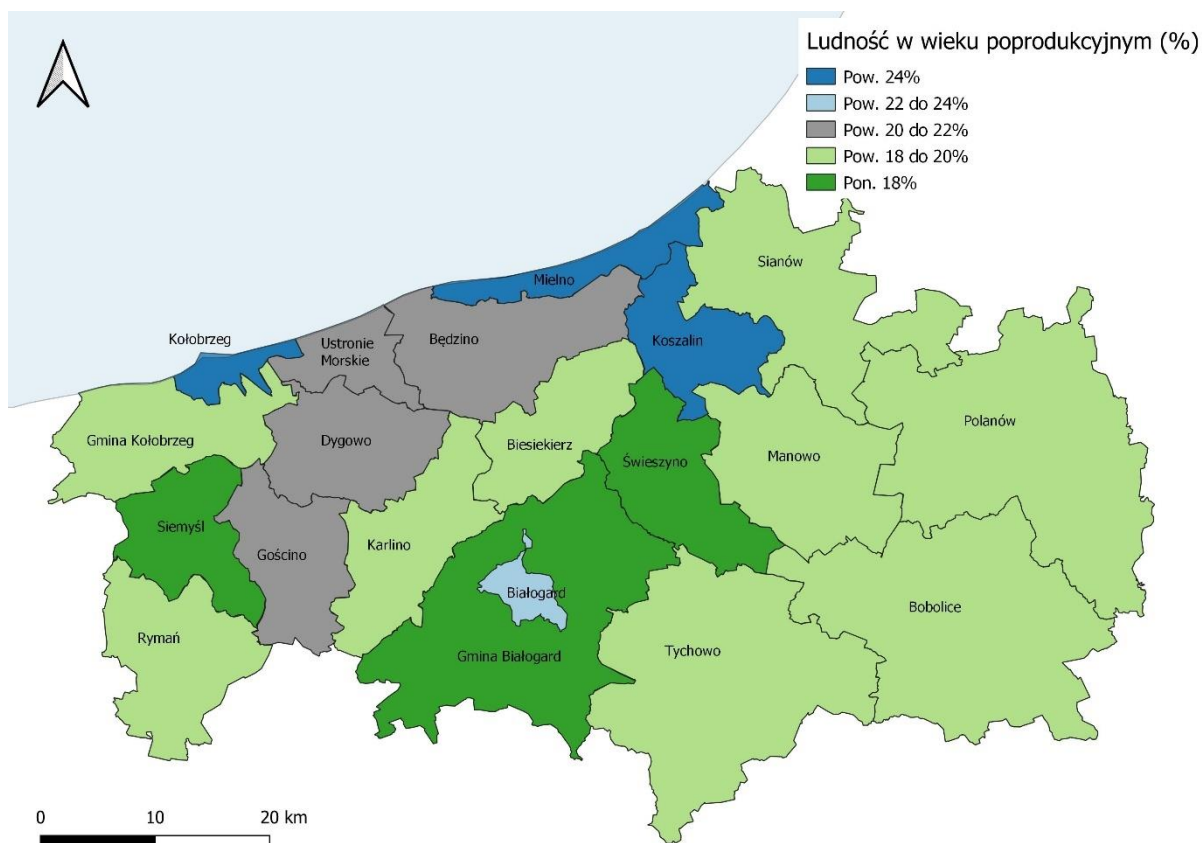 Ludność w wieku poprodukcyjnym (%)
Pow. 24%
Pow. 22 do 24%
Pow. 20 do 22%
Pow. 18 do 20%
Pon. 18%
Sianów
Mielno
Kołobrzeg
Ustronie
Morskie
Będzino
Koszalin
Polanów
Gmina Kołobrzeg
Dygowo
Biesiekierz
Świeszyno
Manowo
Siemyśl
Gościno
Karlino
Białogard
Bobolice
Rymań
Gmina Białogard
Tychowo
0 10 20 km